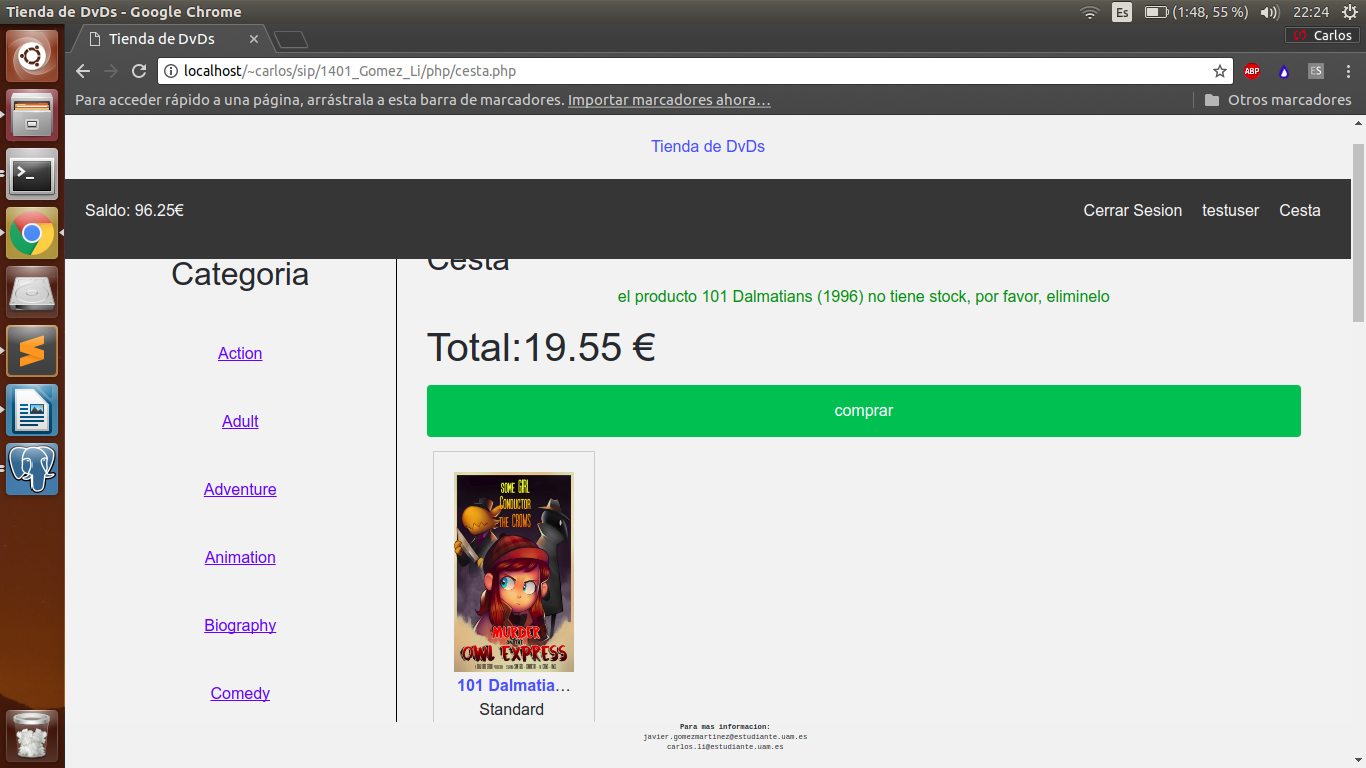 Tienda de DvDs - Google Chrome
Es (1:48, 55 %) 22:24
Tienda de DvDs
Carlos
localhost/~carlos/sip/1401_Gomez_Li/php/cesta.php
ABP
ES
Para acceder rápido a una página, arrástrala a esta barra de marcadores. Importar marcadores ahora...
Otros marcadores
Tienda de DvDs
Saldo: 96.25€
Cerrar Sesion testuser Cesta
Categoria
Action
Adult
Adventure
Animation
Biography
Comedy
Cesta
el producto 101 Dalmatians (1996) no tiene stock, por favor, eliminelo
Total:19.55 €
comprar
SOME GIRL
CONDUCTOR
THE CROWS
MURDER
OWL EXPRESS
101 Dalmatia...
Standard
Para mas informacion:
javier.gomezmartinez@estudiante.uam.es
carlos.li@estudiante.uam.es